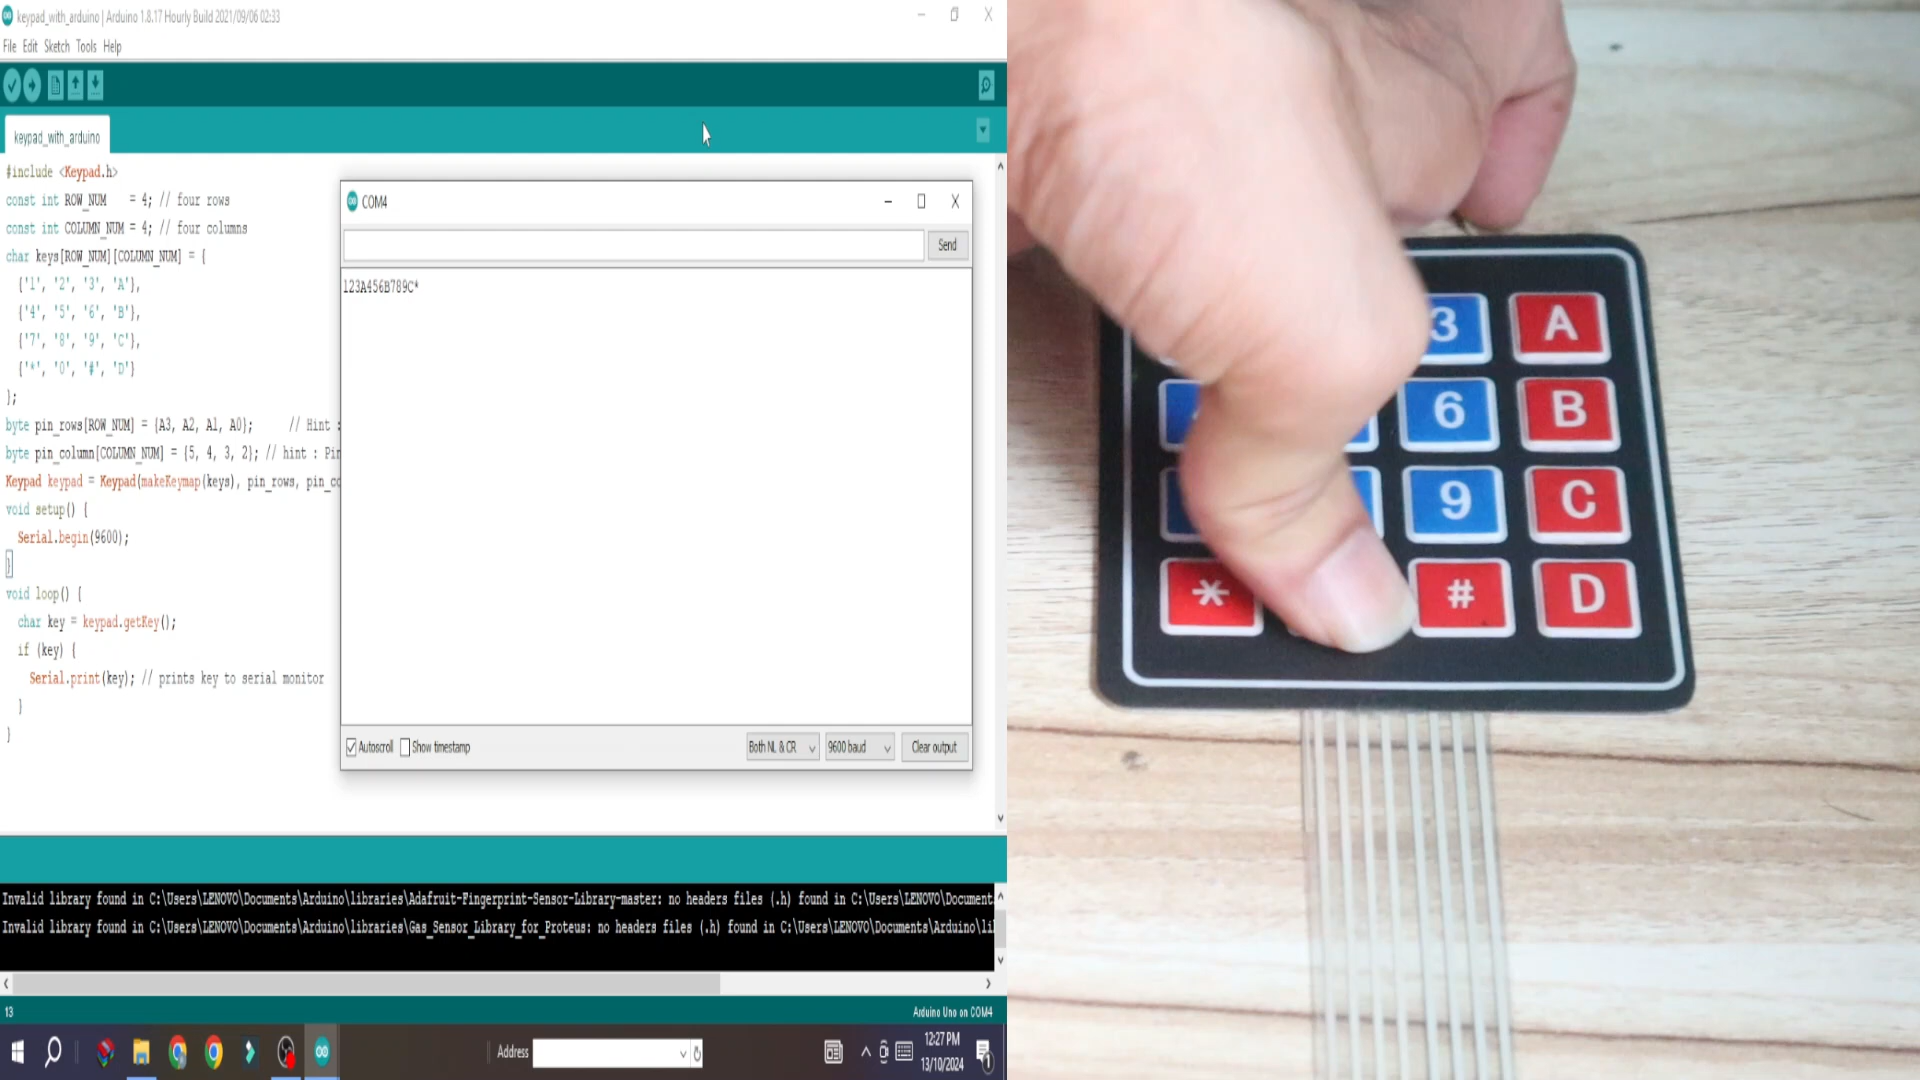 keypad_with_arduino | Arduino 1.8.17 Hourly Build 2021/09/06 02:33
File Edit Sketch Tools Help
keypad_with_arduino
#include <Keypad.h>
const int ROW_NUM = 4; // four rows
const int COLUMN_NUM = 4; // four columns
char keys[ROW_NUM][COLUMN_NUM] = {
{'1', '2', '3', 'A'},
{'4', '5', '6', 'B'},
{'7', '8', '9', 'C'},
{'*', '0', '#', 'D'}
};
byte pin_rows[ROW_NUM] = {A3, A2, A1, A0}; // Hint :
byte pin_column[COLUMN_NUM] = {5, 4, 3, 2}; // hint : Pin
Keypad keypad = Keypad(makeKeymap(keys), pin_rows, pin_co
void setup() {
Serial.begin(9600);
}
void loop() {
char key = keypad.getKey();
if (key) {
Serial.print(key); // prints key to serial monitor
}
}
COM4
Send
123A456B789C*
Autoscroll Show timestamp Both NL & CR 9600 baud Clear output
Invalid library found in C:\Users\LENOVO\Documents\Arduino\libraries\Adafruit-Fingerprint-Sensor-Library-master: no headers files (.h) found in C:\Users\LENOVO\Document
Invalid library found in C:\Users\LENOVO\Documents\Arduino\libraries\Gas_Sensor_Library_for_Proteus: no headers files (.h) found in C:\Users\LENOVO\Documents\Arduino\li
13 Arduino Uno on COM4
Address
12:27 PM
13/10/2024
1
3 A
6 B
9 C
* # D